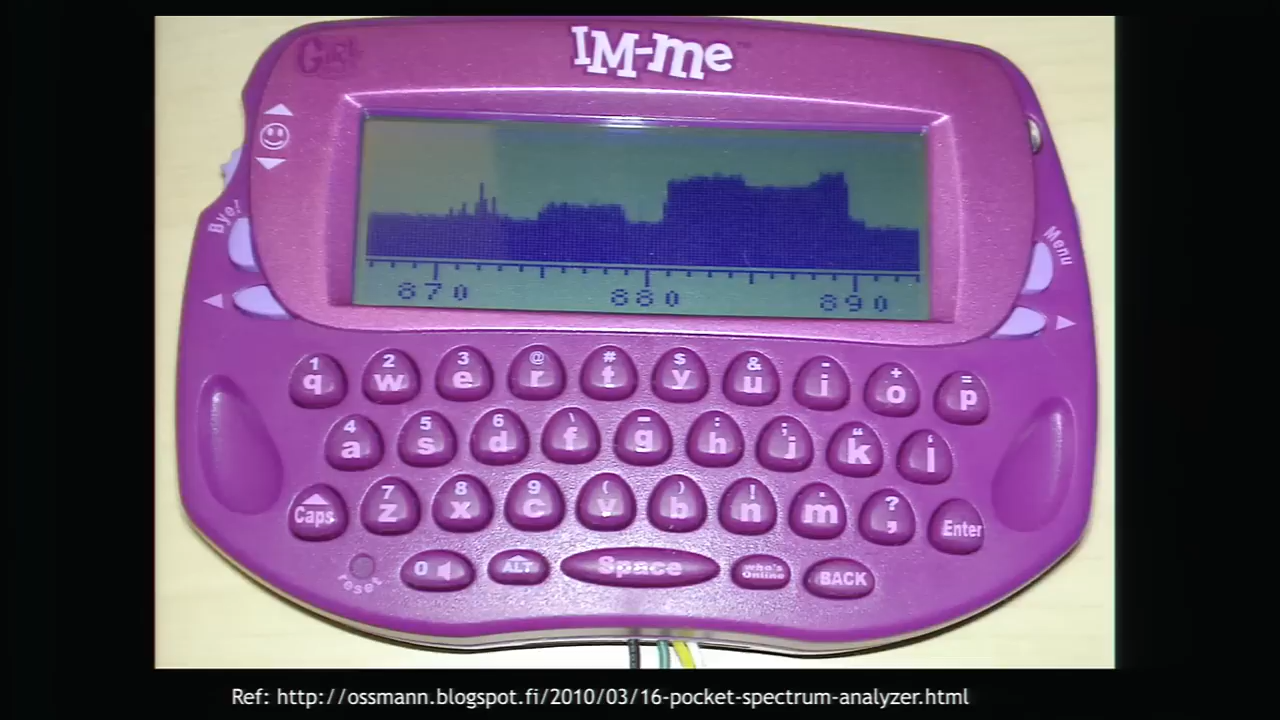 IM-me
Bye!
Menu
870 880 890
1 2 3 @ # $ & - + =
q w e r t y u i o p
4 5 6 \ - : ;
a s d f g h j k l
7 8 9 ( ) ! . ?
Caps z x c v b n m , Enter
reset 0 ALT Space who's Online BACK
Ref: http://ossmann.blogspot.fi/2010/03/16-pocket-spectrum-analyzer.html